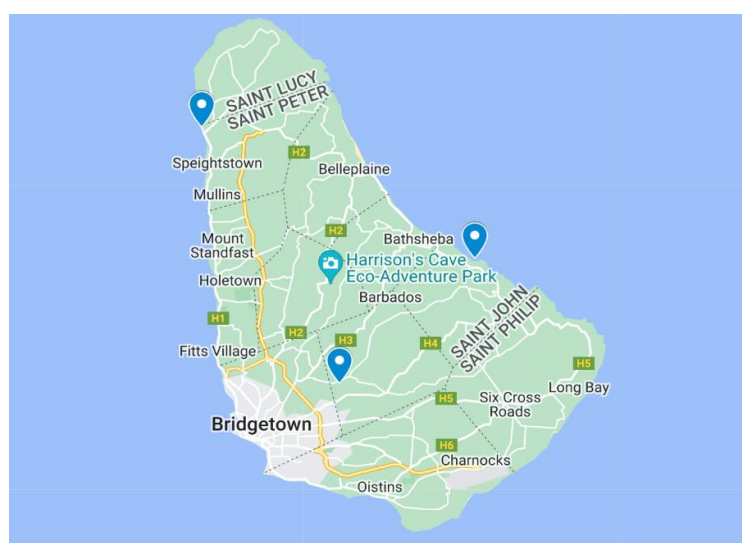 SAINT LUCY
SAINT PETER
H2
Speightstown
Belleplaine
Mullins
H2
Mount
Standfast
Bathsheba
Harrison's Cave
Eco-Adventure Park
Holetown
Barbados
H1
H2
H3
H4
SAINT JOHN
SAINT PHILIP
Fitts Village
H5
Long Bay
H5
Six Cross
Roads
Bridgetown
H6
Charnocks
Oistins